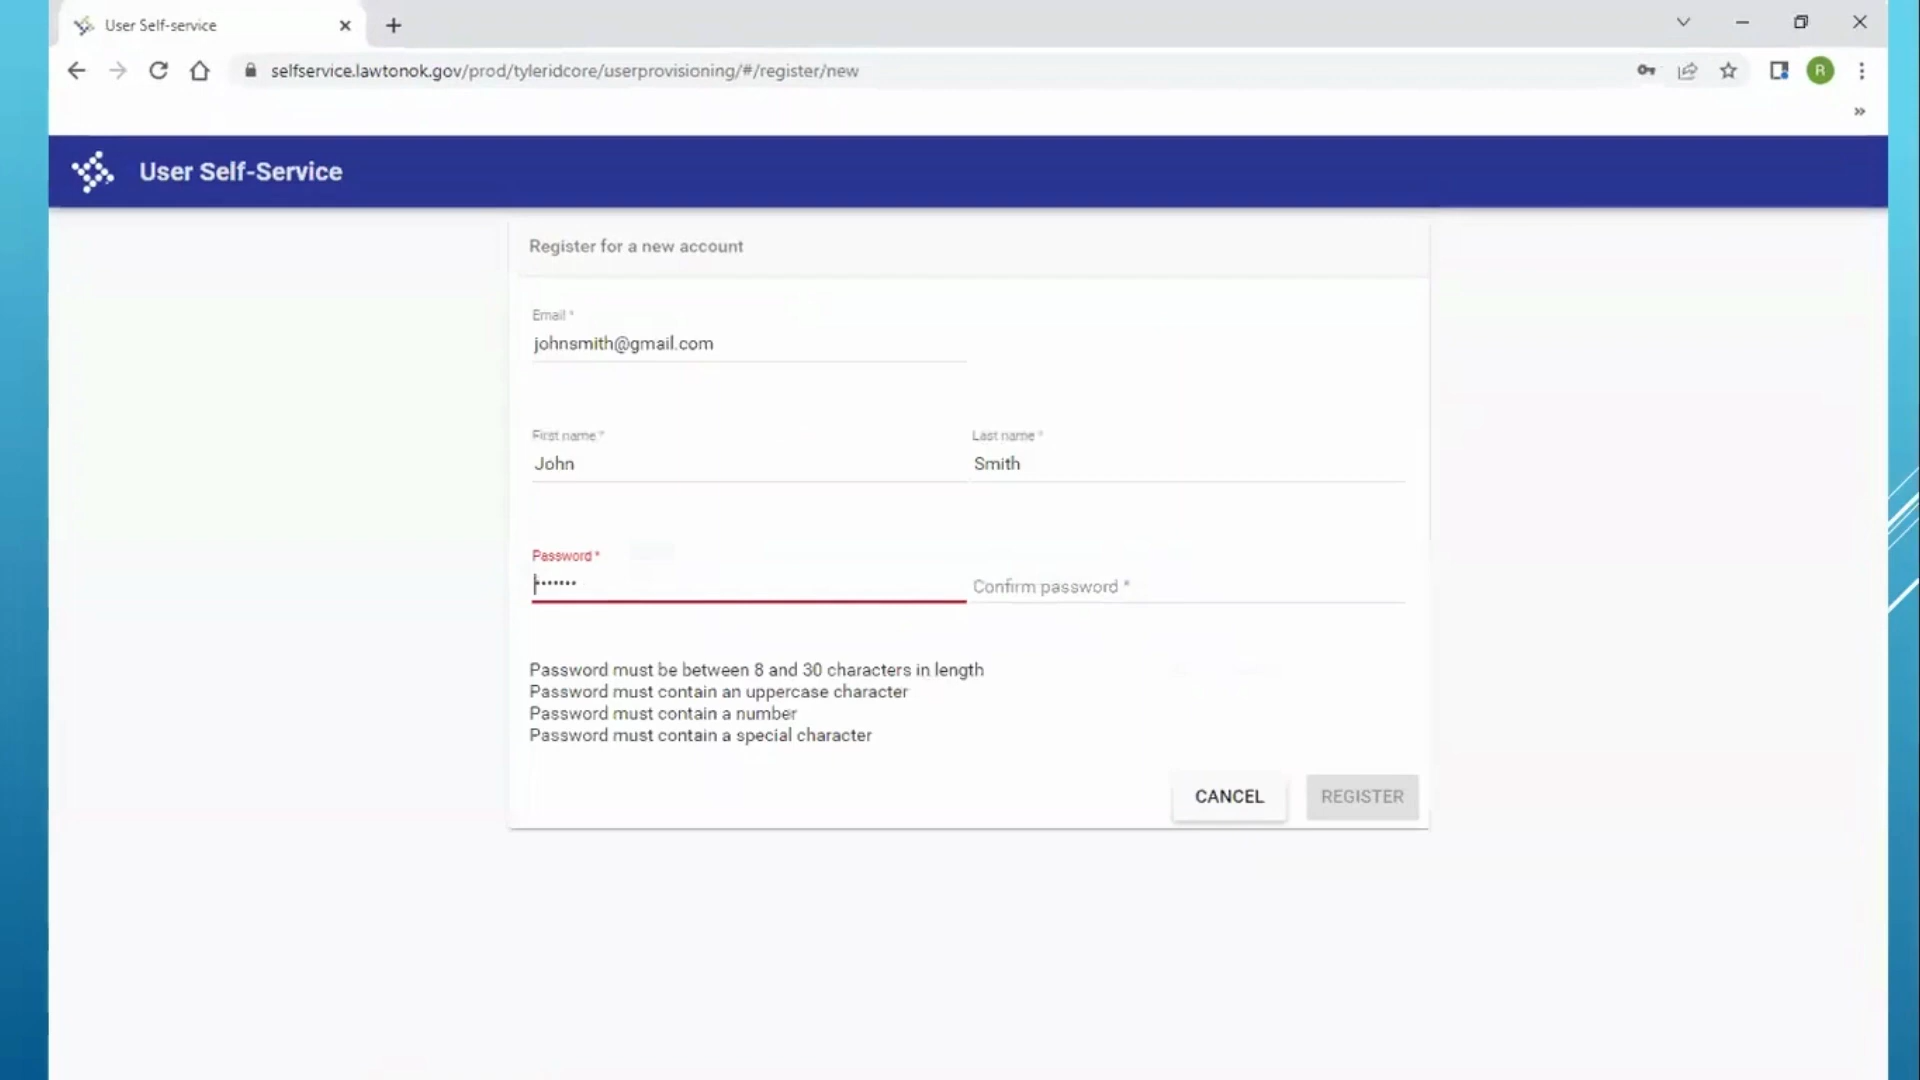 User Self-service
selfservice.lawtonok.gov/prod/tyleridcore/userprovisioning/#/register/new
R
»
User Self-Service
Register for a new account
Email *
johnsmith@gmail.com
First name *
Last name *
John
Smith
Password *
•••••••
Confirm password *
Password must be between 8 and 30 characters in length
Password must contain an uppercase character
Password must contain a number
Password must contain a special character
CANCEL
REGISTER